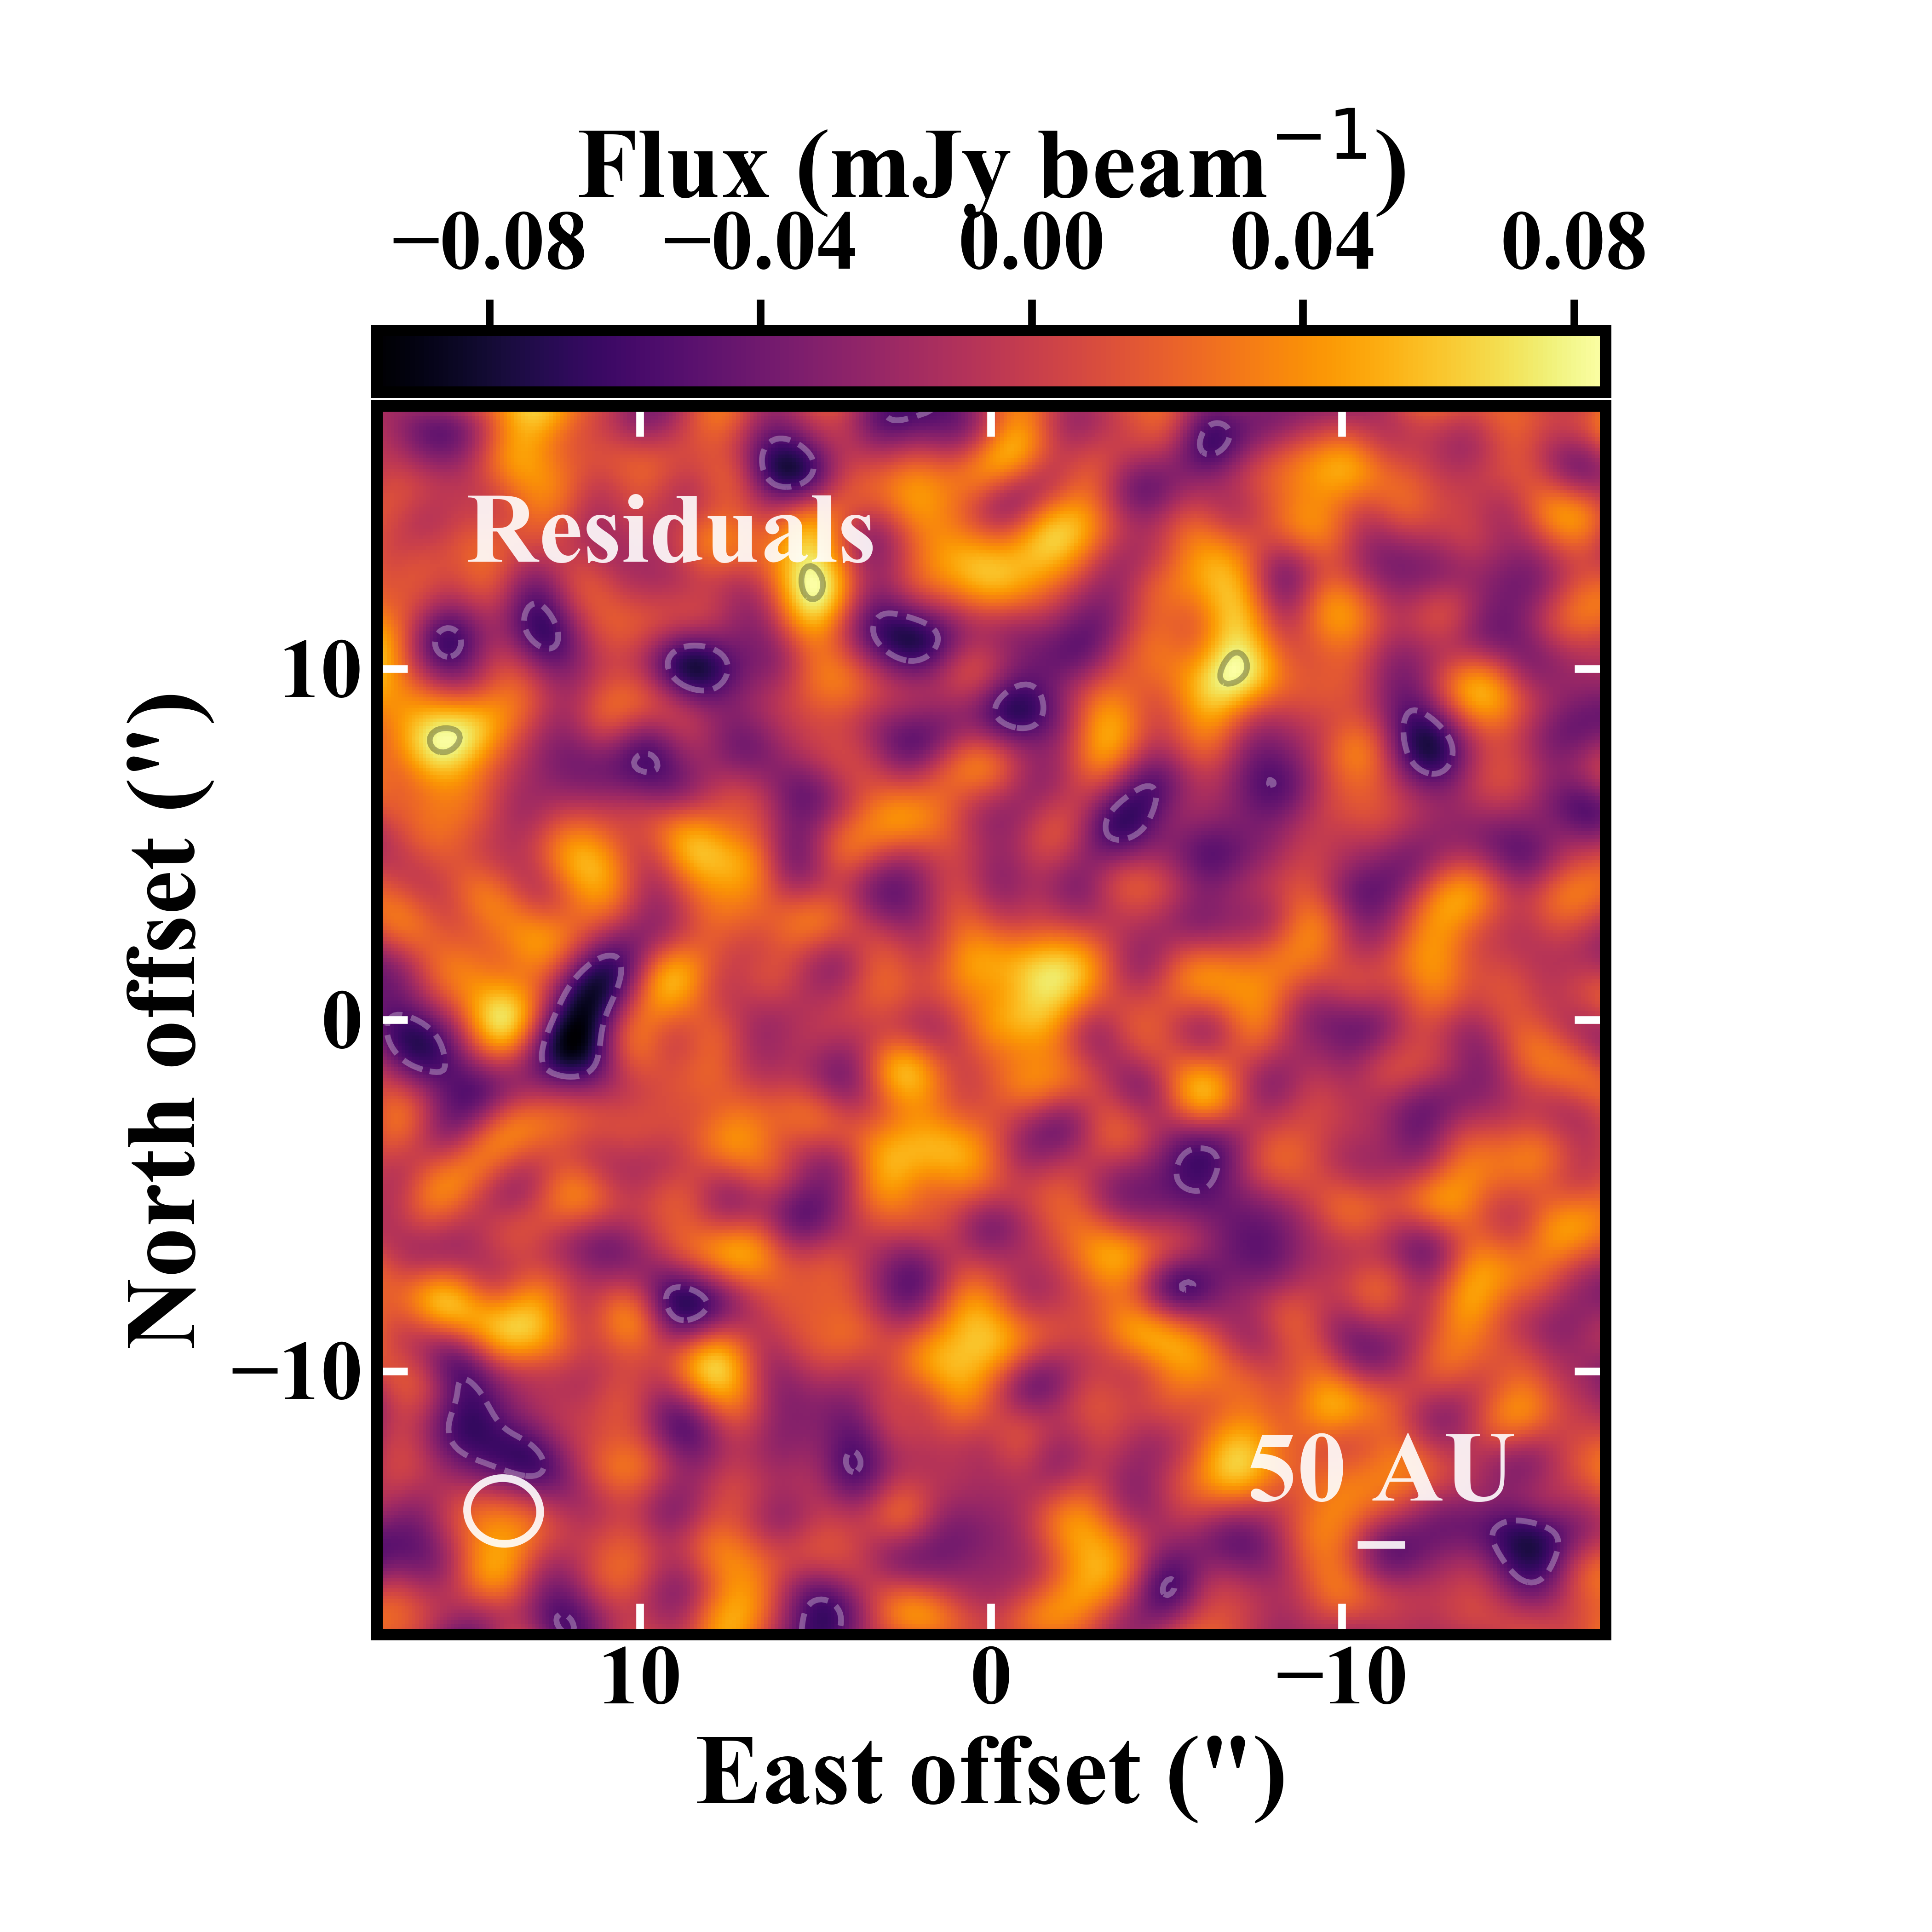 Flux (mJy beam⁻¹)
−0.08 −0.04 0.00 0.04 0.08
Residuals
10
0
−10
North offset (")
50 AU
10 0 −10
East offset (")